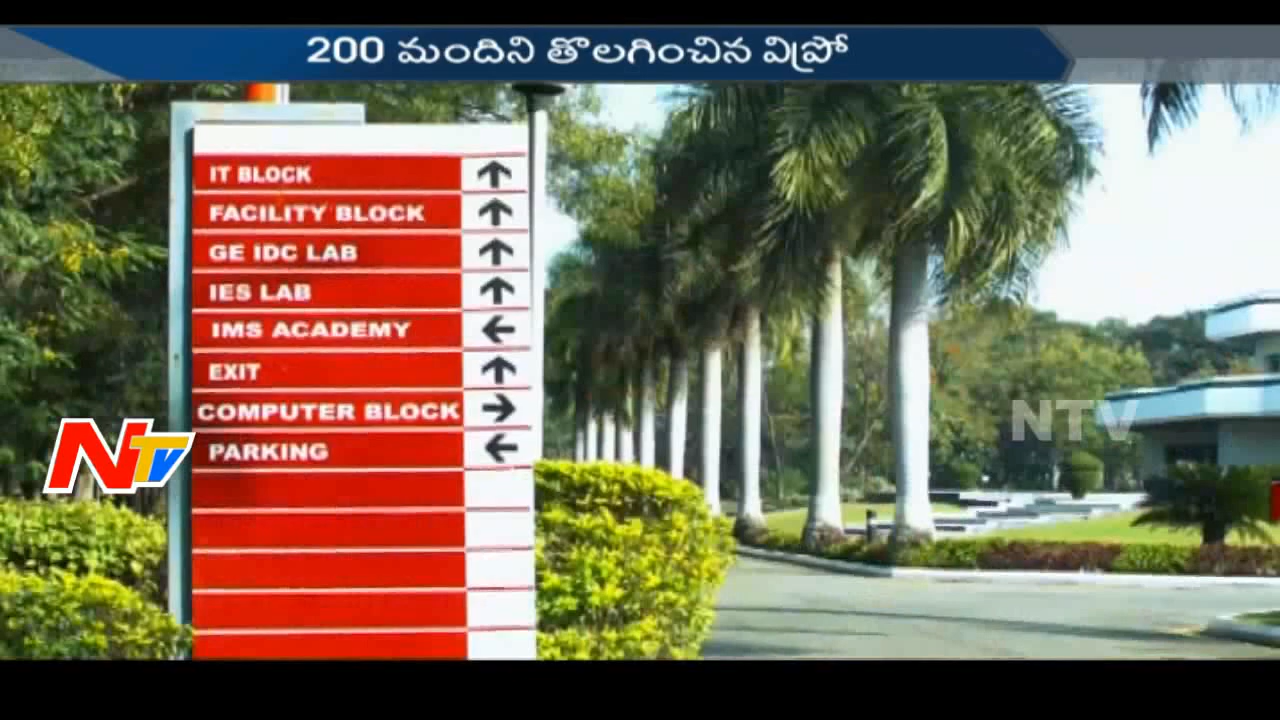 200 మందిని తొలగించిన విప్రో
IT BLOCK
FACILITY BLOCK
GE IDC LAB
IES LAB
IMS ACADEMY
EXIT
COMPUTER BLOCK
PARKING
NTV
NTV